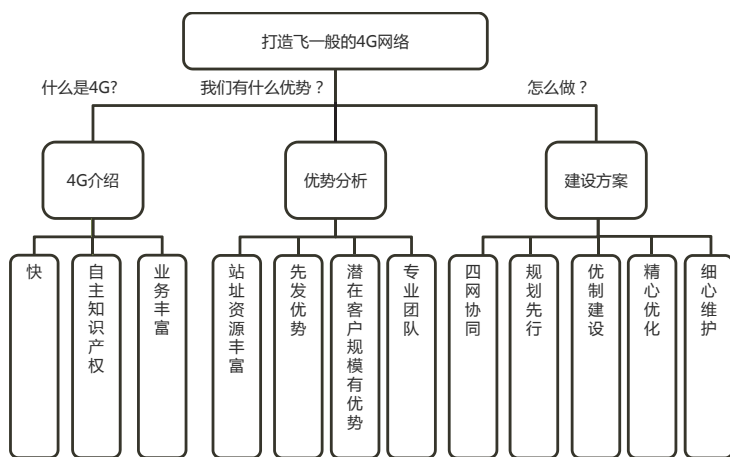 打造飞一般的4G网络
什么是4G?
我们有什么优势？
怎么做？
4G介绍
优势分析
建设方案
快
自主知识产权
业务丰富
站址资源丰富
先发优势
潜在客户规模有优势
专业团队
四网协同
规划先行
优制建设
精心优化
细心维护